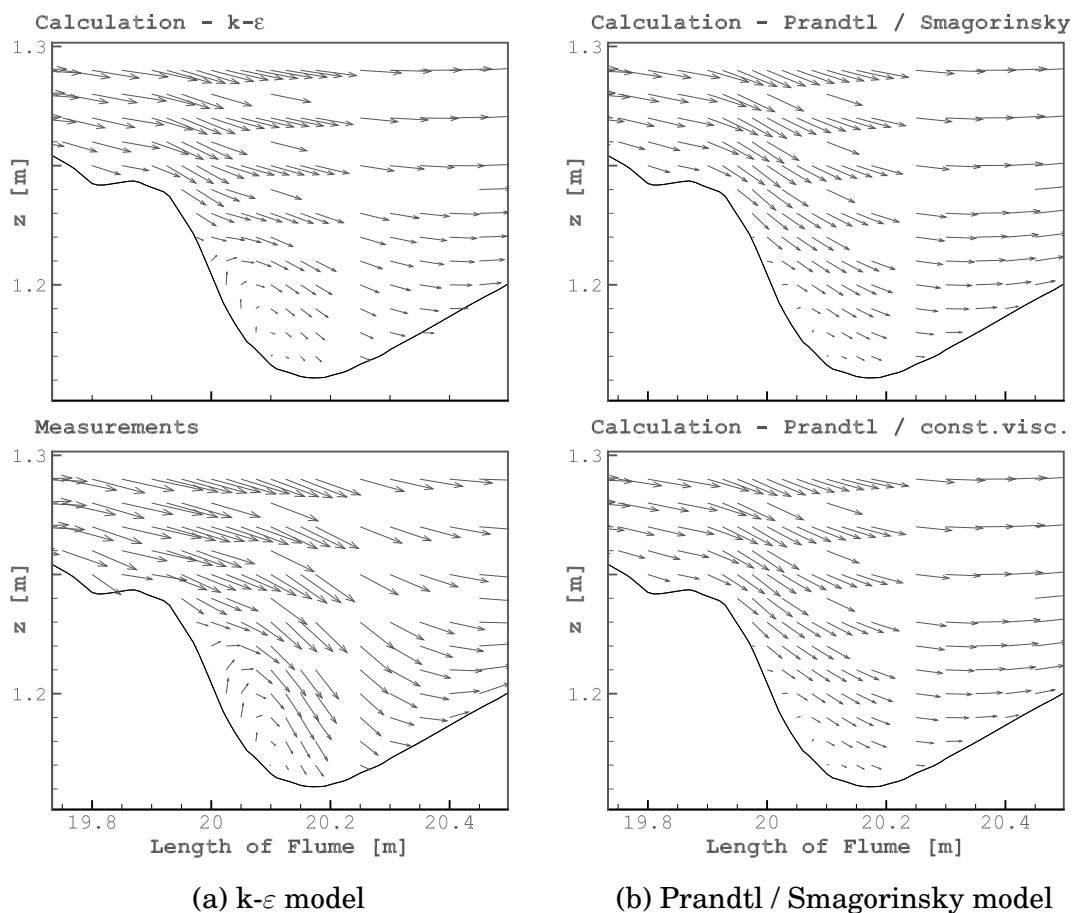 Calculation - k-ε
1.3
z [m]
1.2
Calculation - Prandtl / Smagorinsky
1.3
z [m]
1.2
Measurements
1.3
z [m]
1.2
19.8 20 20.2 20.4
Length of Flume [m]
Calculation - Prandtl / const.visc.
1.3
z [m]
1.2
19.8 20 20.2 20.4
Length of Flume [m]
(a) k-ε model
(b) Prandtl / Smagorinsky model